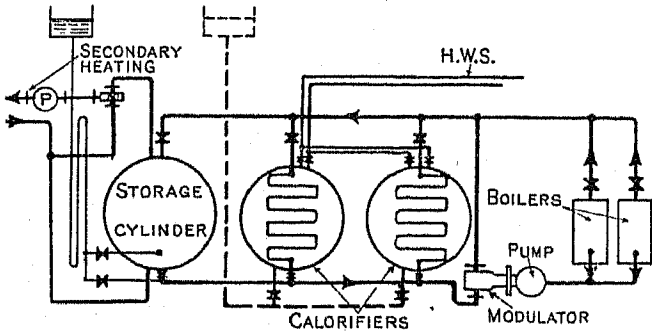 SECONDARY
HEATING
P
H.W.S.
STORAGE
CYLINDER
BOILERS
PUMP
MODULATOR
CALORIFIERS